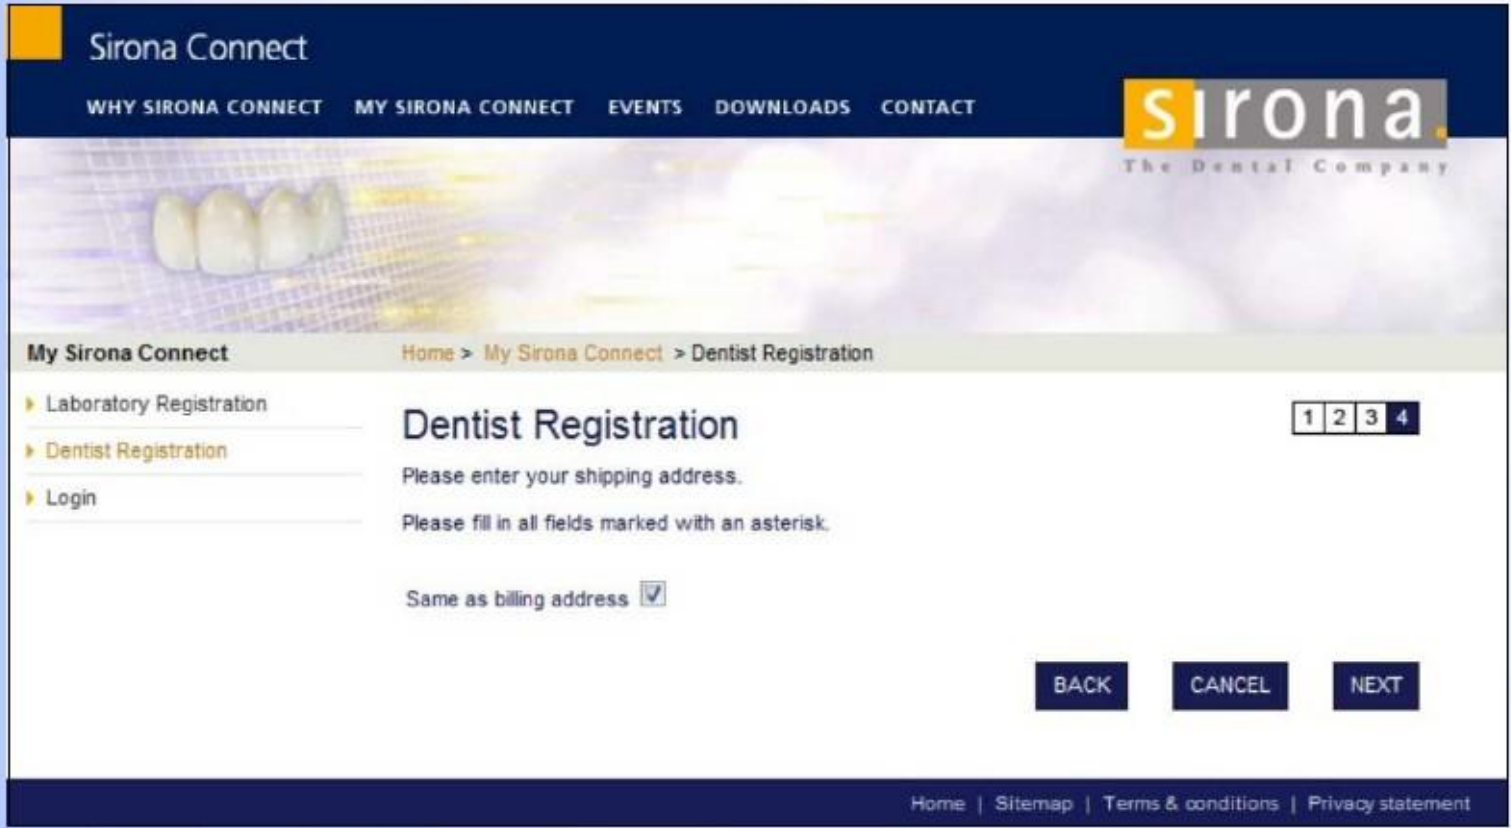 Sirona Connect
WHY SIRONA CONNECT MY SIRONA CONNECT EVENTS DOWNLOADS CONTACT
sırona.
The Dental Company
My Sirona Connect
Home > My Sirona Connect > Dentist Registration
Laboratory Registration
Dentist Registration
Login
Dentist Registration
1 2 3 4
Please enter your shipping address.
Please fill in all fields marked with an asterisk.
Same as billing address
BACK CANCEL NEXT
Home | Sitemap | Terms & conditions | Privacy statement